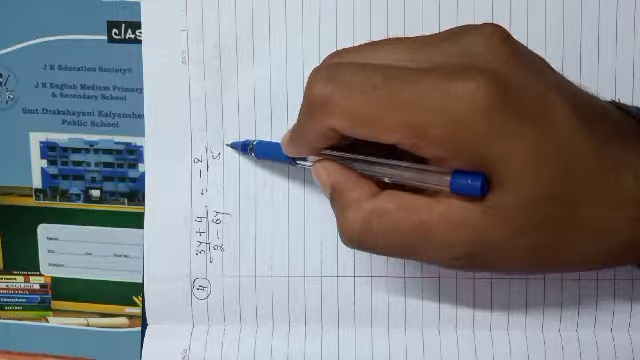 CLAS
J K Education Society's
J K English Medium Primary
& Secondary School
Smt.Drakshayani Kalyanshe
Public School
ENGLISH
④ (3y + 4) / (2 - 6y) = -2 / 5